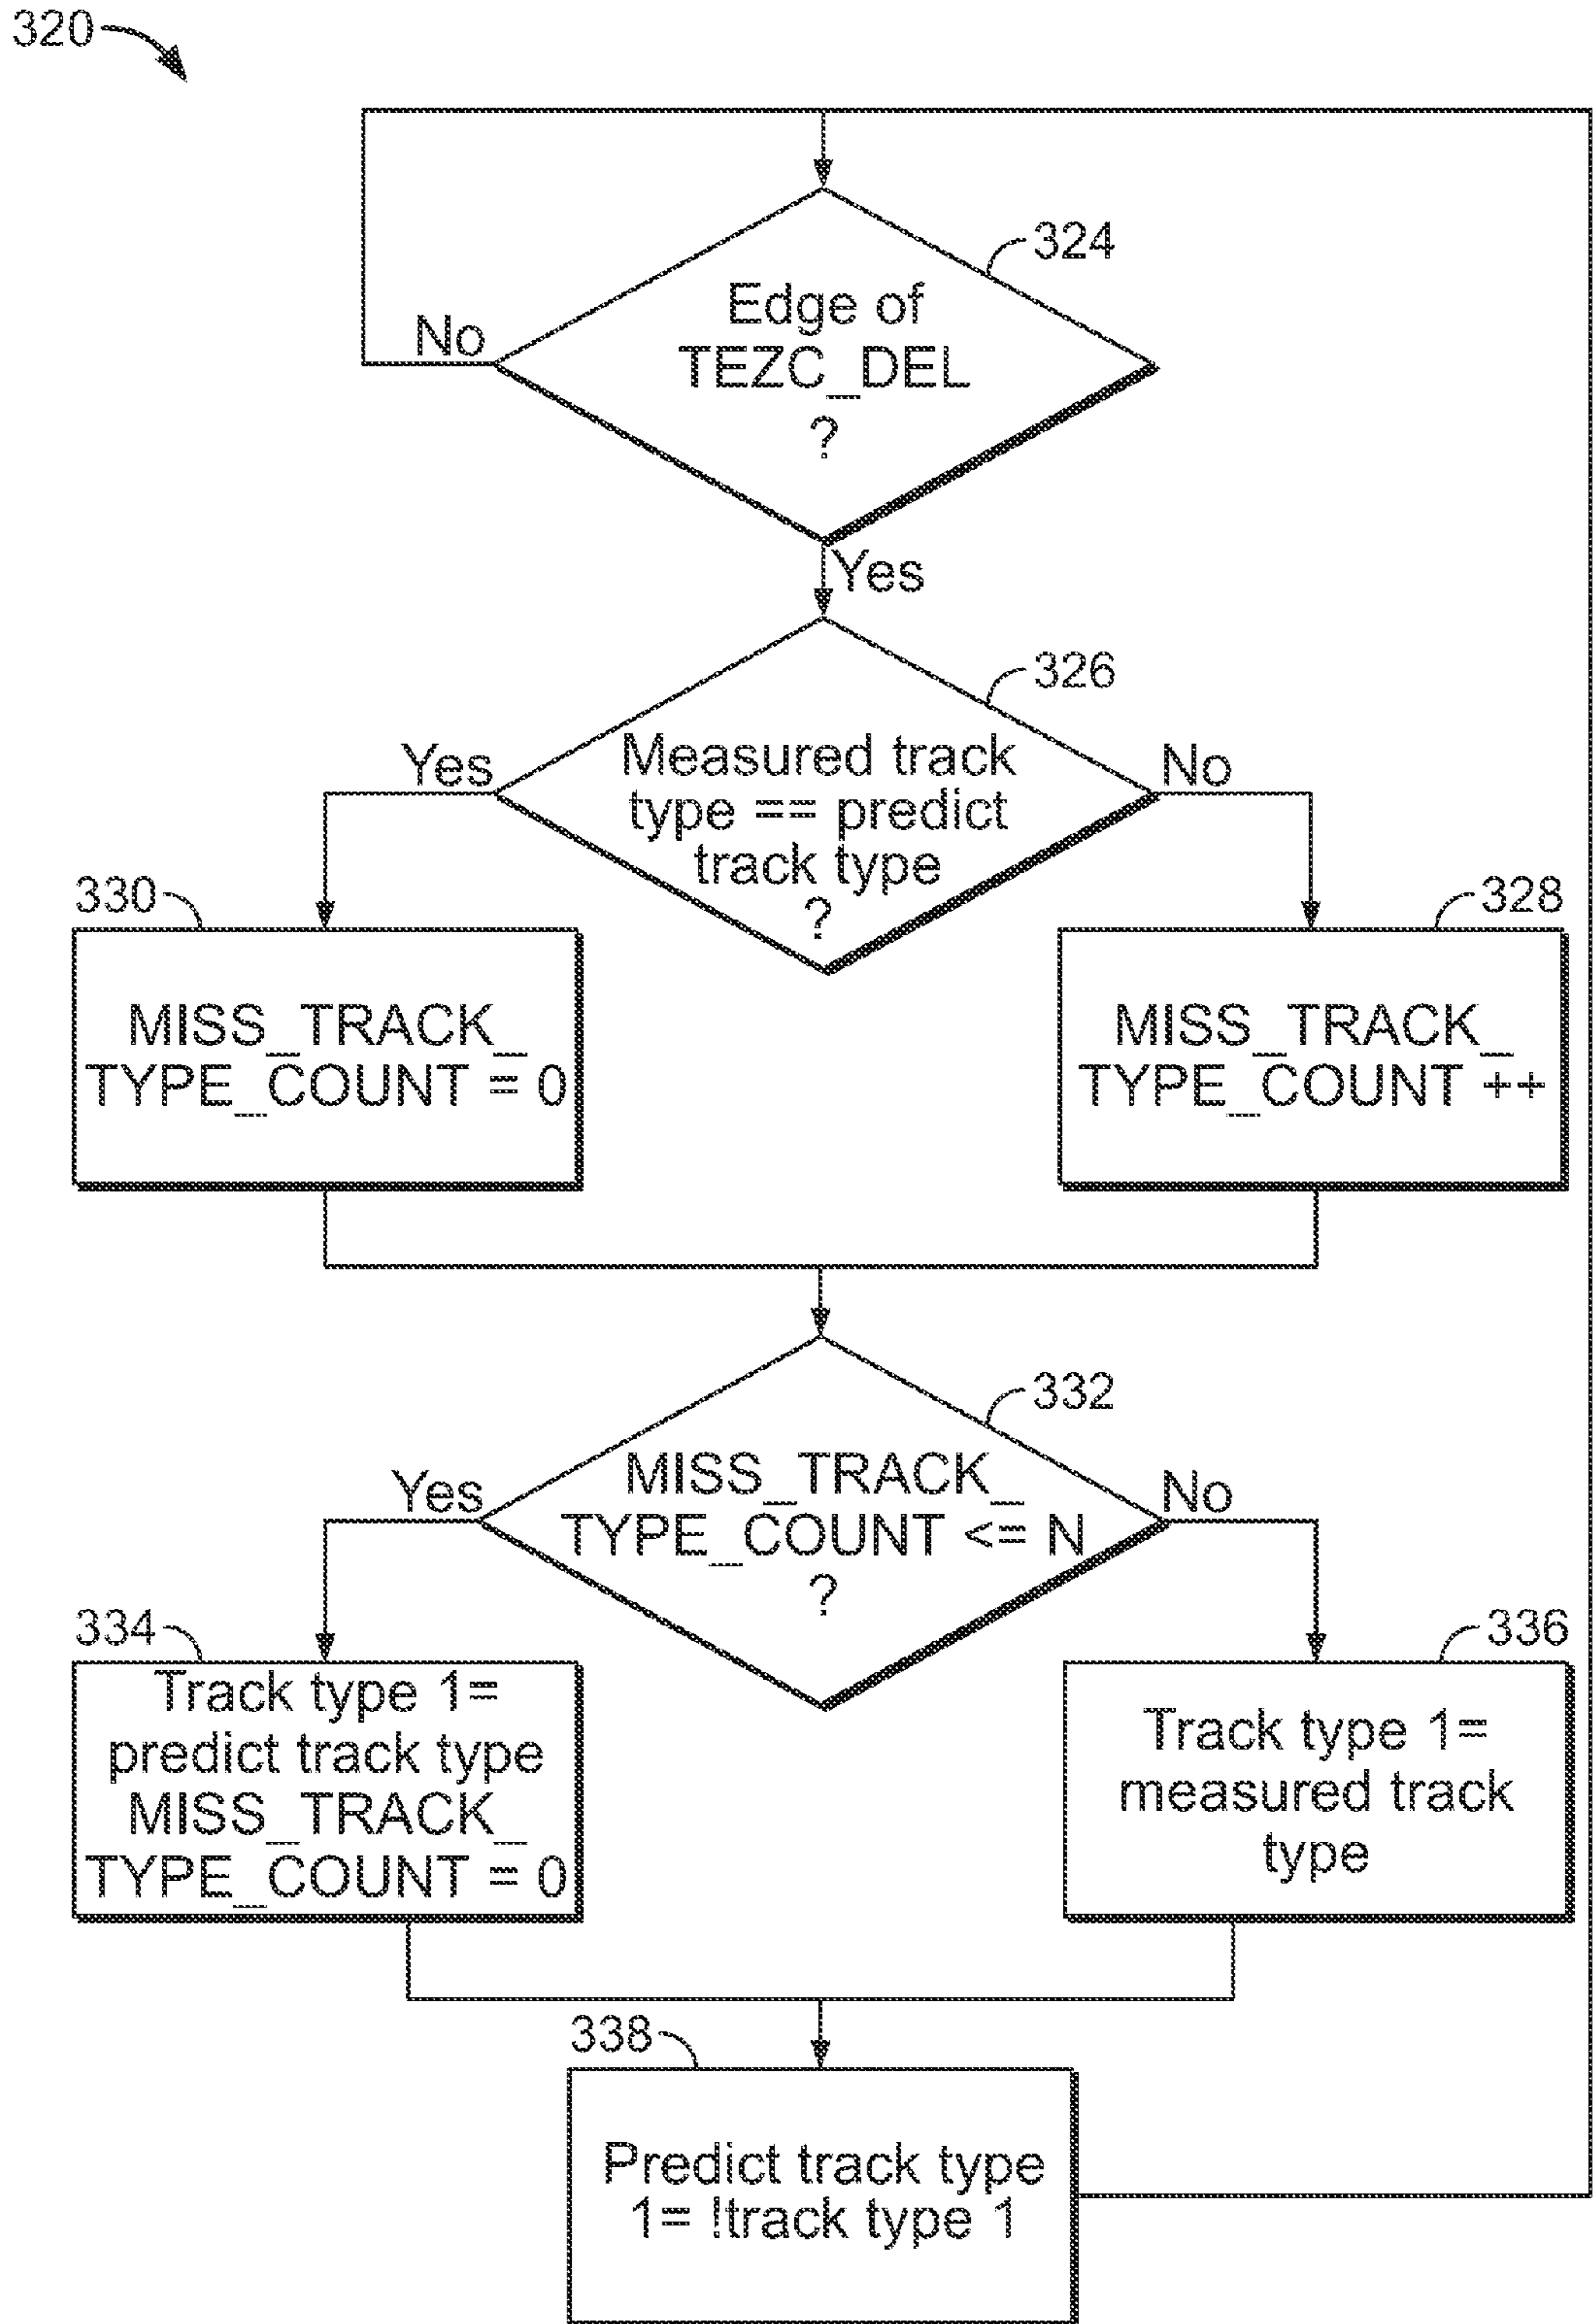 320
324
Edge of
TEZC_DEL
?
No
Yes
326
Measured track
type == predict
track type
?
Yes
No
330
MISS_TRACK_
TYPE_COUNT = 0
328
MISS_TRACK_
TYPE_COUNT ++
332
MISS_TRACK_
TYPE_COUNT <= N
?
Yes
No
334
Track type 1=
predict track type
MISS_TRACK_
TYPE_COUNT = 0
336
Track type 1=
measured track
type
338
Predict track type
1= !track type 1